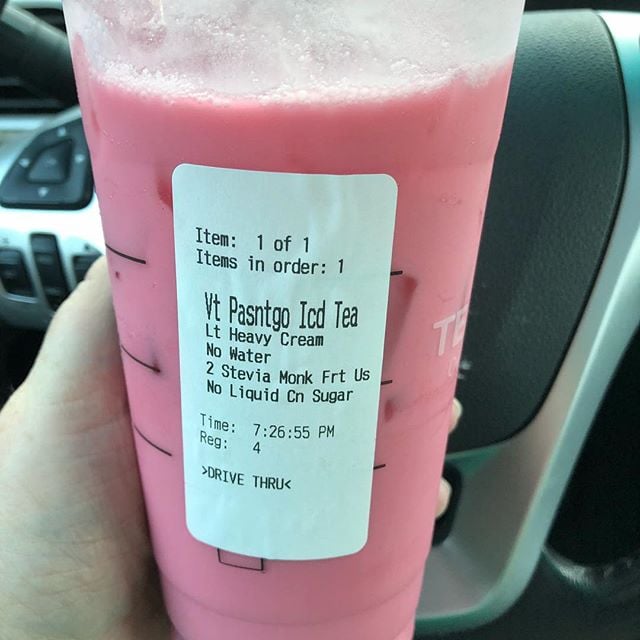 Item: 1 of 1
Items in order: 1
Vt Pasntgo Icd Tea
Lt Heavy Cream
No Water
2 Stevia Monk Frt Us
No Liquid Cn Sugar
Time: 7:26:55 PM
Reg: 4
>DRIVE THRU<
TE